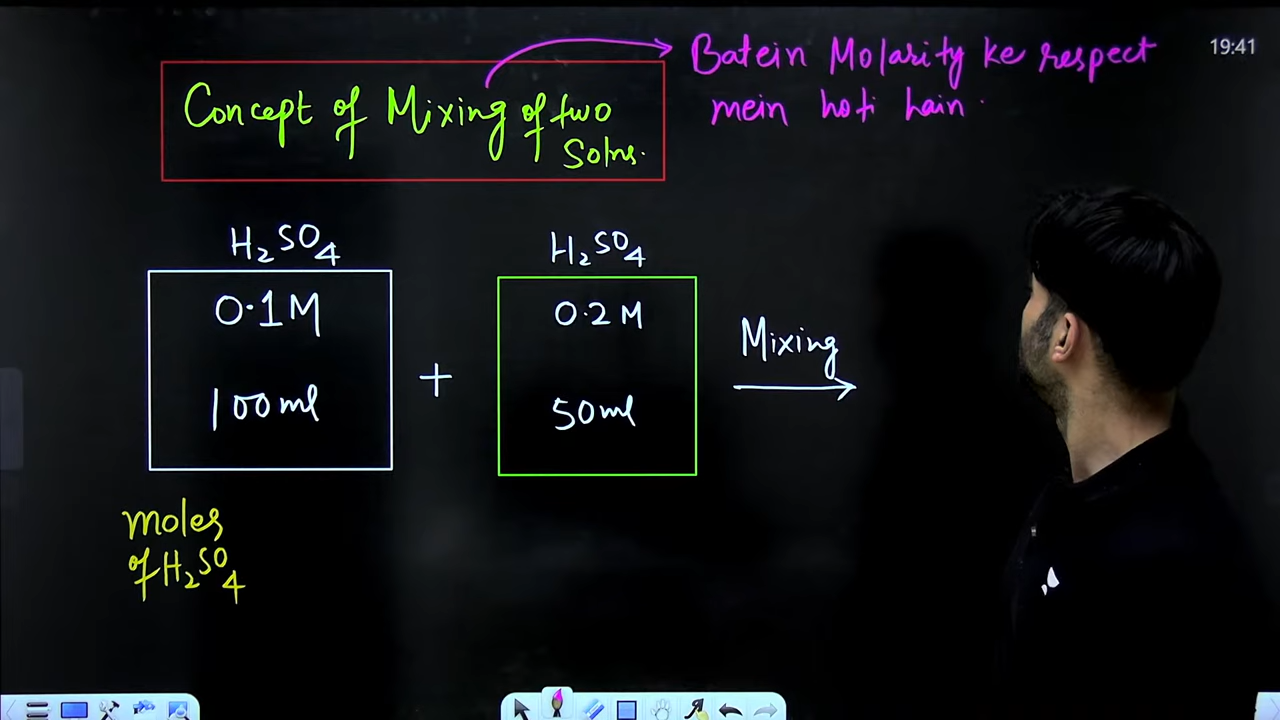 Batein Molarity ke respect
mein hoti hain.
19:41
Concept of Mixing of two
Solns.
H₂SO₄
0.1M
100ml
+
H₂SO₄
0.2M
50ml
Mixing
moles
of H₂SO₄